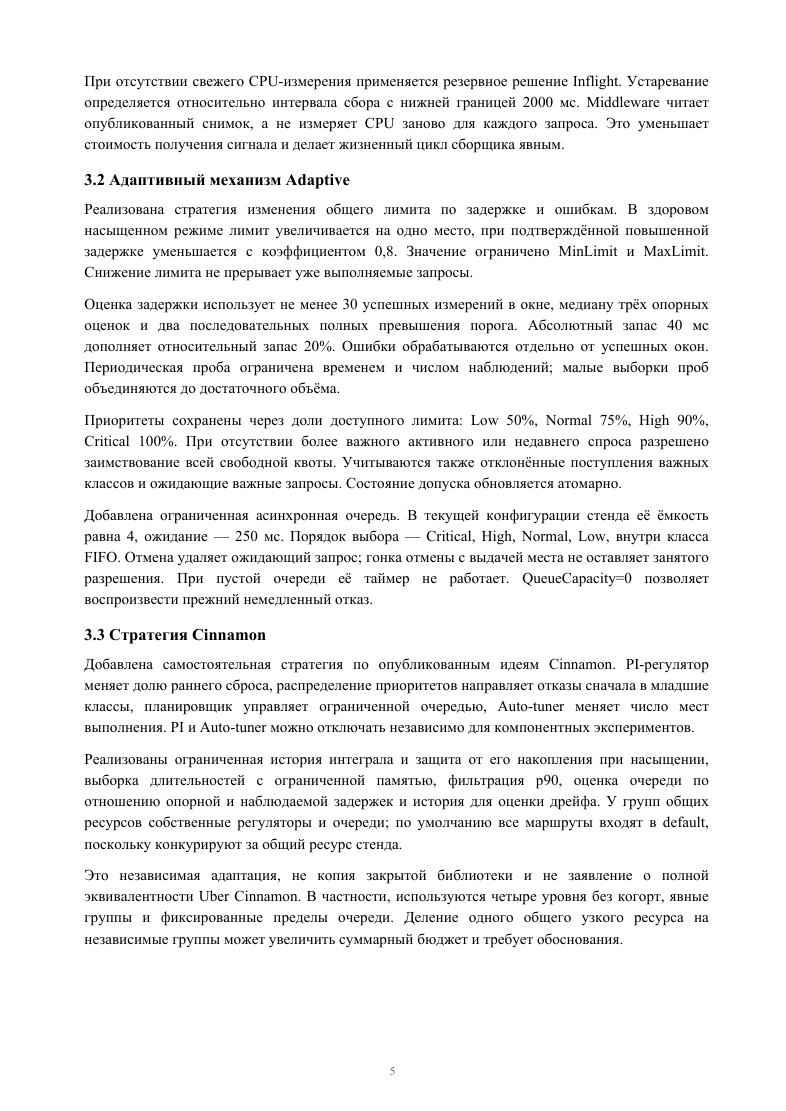 При отсутствии свежего CPU-измерения применяется резервное решение Inflight. Устаревание
определяется относительно интервала сбора с нижней границей 2000 мс. Middleware читает
опубликованный снимок, а не измеряет CPU заново для каждого запроса. Это уменьшает
стоимость получения сигнала и делает жизненный цикл сборщика явным.
3.2 Адаптивный механизм Adaptive
Реализована стратегия изменения общего лимита по задержке и ошибкам. В здоровом
насыщенном режиме лимит увеличивается на одно место, при подтверждённой повышенной
задержке уменьшается с коэффициентом 0,8. Значение ограничено MinLimit и MaxLimit.
Снижение лимита не прерывает уже выполняемые запросы.
Оценка задержки использует не менее 30 успешных измерений в окне, медиану трёх опорных
оценок и два последовательных полных превышения порога. Абсолютный запас 40 мс
дополняет относительный запас 20%. Ошибки обрабатываются отдельно от успешных окон.
Периодическая проба ограничена временем и числом наблюдений; малые выборки проб
объединяются до достаточного объёма.
Приоритеты сохранены через доли доступного лимита: Low 50%, Normal 75%, High 90%,
Critical 100%. При отсутствии более важного активного или недавнего спроса разрешено
заимствование всей свободной квоты. Учитываются также отклонённые поступления важных
классов и ожидающие важные запросы. Состояние допуска обновляется атомарно.
Добавлена ограниченная асинхронная очередь. В текущей конфигурации стенда её ёмкость
равна 4, ожидание — 250 мс. Порядок выбора — Critical, High, Normal, Low, внутри класса
FIFO. Отмена удаляет ожидающий запрос; гонка отмены с выдачей места не оставляет занятого
разрешения. При пустой очереди её таймер не работает. QueueCapacity=0 позволяет
воспроизвести прежний немедленный отказ.
3.3 Стратегия Cinnamon
Добавлена самостоятельная стратегия по опубликованным идеям Cinnamon. PI-регулятор
меняет долю раннего сброса, распределение приоритетов направляет отказы сначала в младшие
классы, планировщик управляет ограниченной очередью, Auto-tuner меняет число мест
выполнения. PI и Auto-tuner можно отключать независимо для компонентных экспериментов.
Реализованы ограниченная история интеграла и защита от его накопления при насыщении,
выборка длительностей с ограниченной памятью, фильтрация p90, оценка очереди по
отношению опорной и наблюдаемой задержек и история для оценки дрейфа. У групп общих
ресурсов собственные регуляторы и очереди; по умолчанию все маршруты входят в default,
поскольку конкурируют за общий ресурс стенда.
Это независимая адаптация, не копия закрытой библиотеки и не заявление о полной
эквивалентности Uber Cinnamon. В частности, используются четыре уровня без когорт, явные
группы и фиксированные пределы очереди. Деление одного общего узкого ресурса на
независимые группы может увеличить суммарный бюджет и требует обоснования.
5